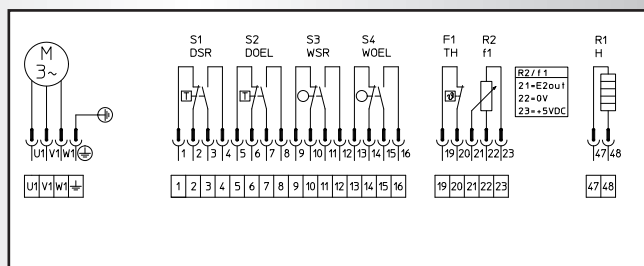 S1 S2 S3 S4 F1 R2 R1
DSR DOEL WSR WOEL TH f1 H
M
3~
T T ϑ
R2/f1
21=E2out
22=0V
23=+5VDC
U1 V1 W1 1 2 3 4 5 6 7 8 9 10 11 12 13 14 15 16 19 20 21 22 23 47 48
U1 V1 W1 1 2 3 4 5 6 7 8 9 10 11 12 13 14 15 16 19 20 21 22 23 47 48